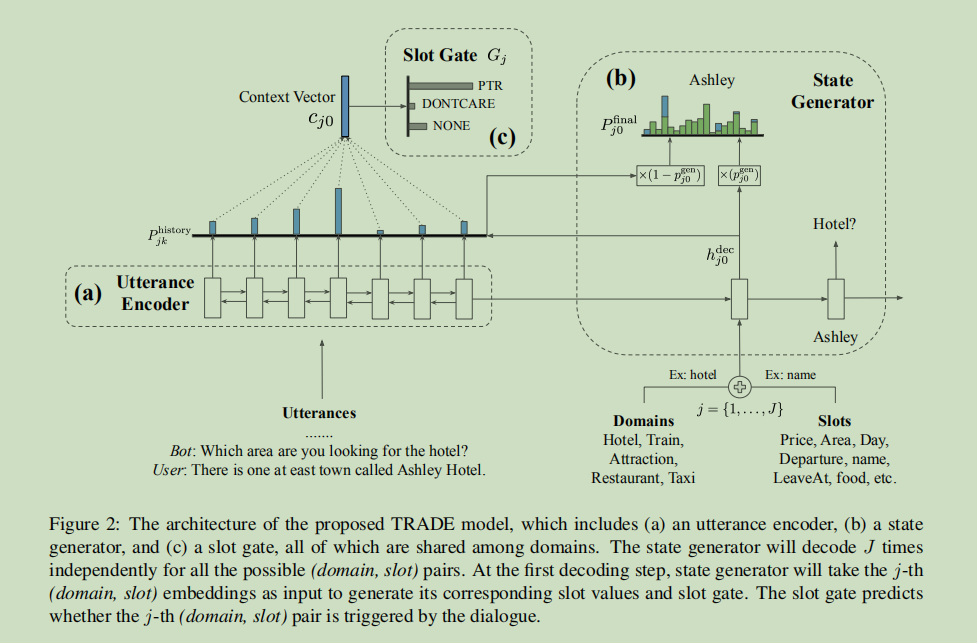 Slot Gate G_j
PTR
DONTCARE
NONE
(c)
Context Vector
c_{j0}
(b)
Ashley
State
Generator
P_{j0}^{final}
×(1 − p_{j0}^{gen})
×(p_{j0}^{gen})
P_{jk}^{history}
Hotel?
h_{j0}^{dec}
(a)
Utterance
Encoder
Ashley
Ex: hotel
Ex: name
j = {1, . . . , J}
Utterances
.......
Bot: Which area are you looking for the hotel?
User: There is one at east town called Ashley Hotel.
Domains
Hotel, Train,
Attraction,
Restaurant, Taxi
Slots
Price, Area, Day,
Departure, name,
LeaveAt, food, etc.
Figure 2: The architecture of the proposed TRADE model, which includes (a) an utterance encoder, (b) a state
generator, and (c) a slot gate, all of which are shared among domains. The state generator will decode J times
independently for all the possible (domain, slot) pairs. At the first decoding step, state generator will take the j-th
(domain, slot) embeddings as input to generate its corresponding slot values and slot gate. The slot gate predicts
whether the j-th (domain, slot) pair is triggered by the dialogue.